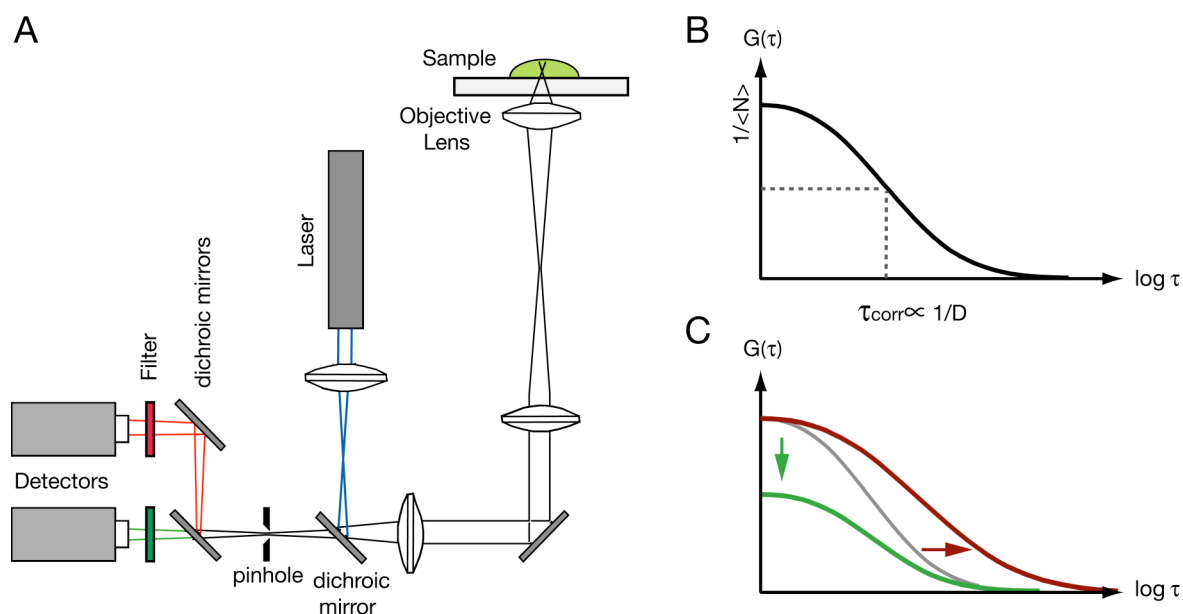 A
Sample
Objective
Lens
Laser
dichroic mirrors
Filter
Detectors
pinhole
dichroic
mirror
B
G(τ)
1/<N>
log τ
τcorr∝ 1/D
C
G(τ)
log τ